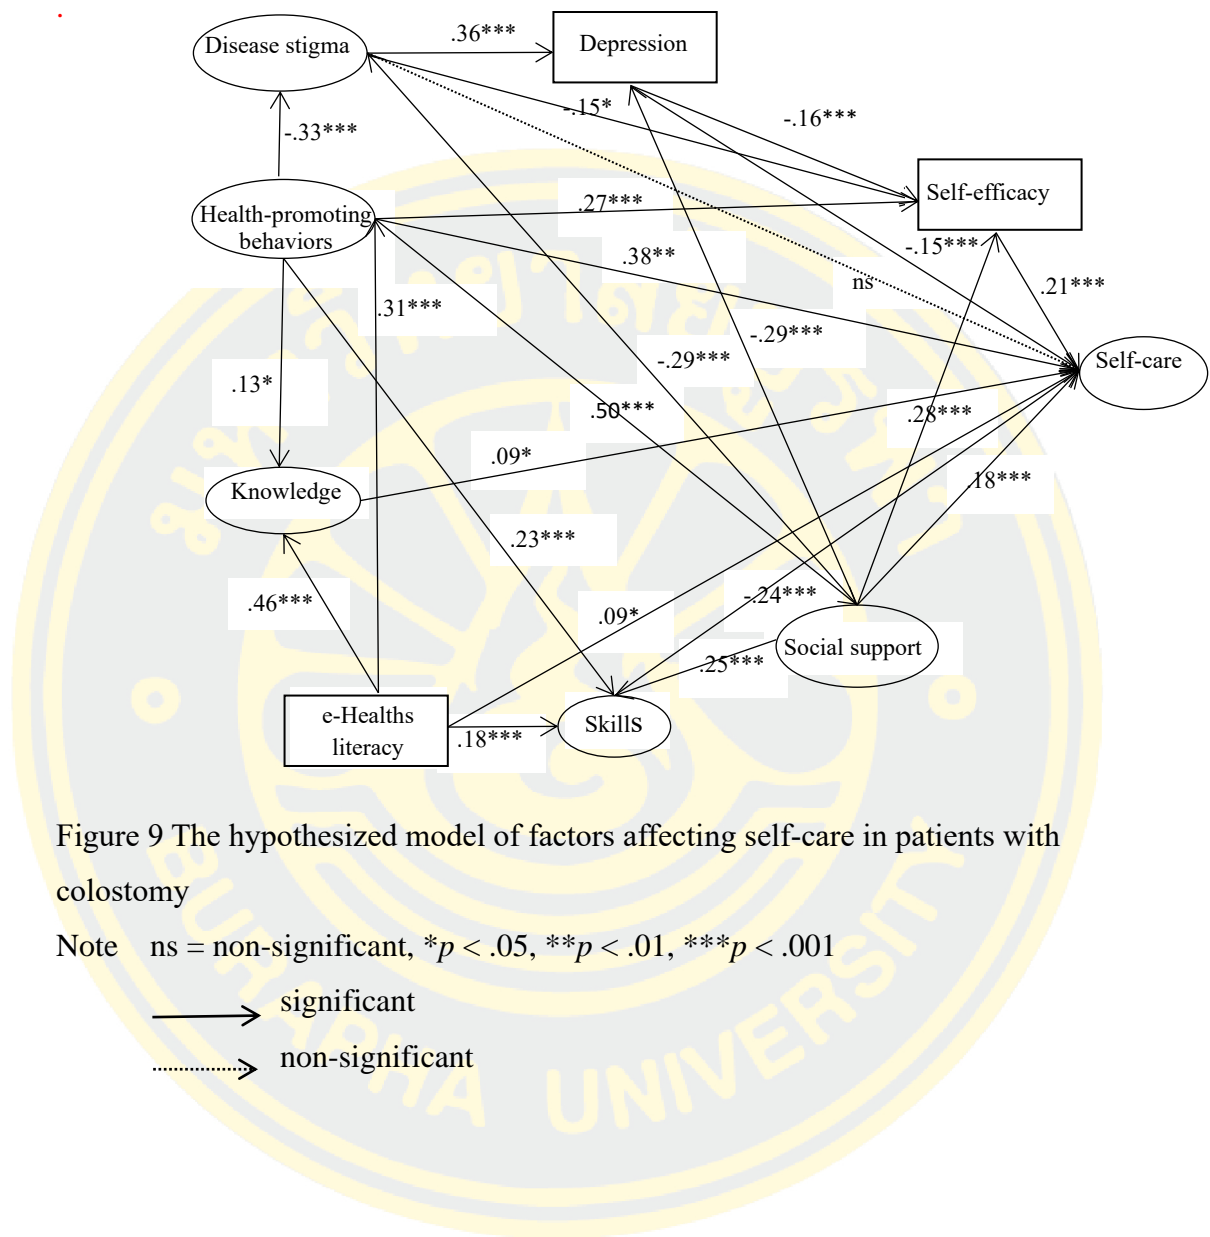 .36***
Depression
Disease stigma
-.15*
-.16***
-.33***
Self-efficacy
Health-promoting
behaviors
.27***
-.15***
.38**
ns
.21***
.31***
-.29***
-.29***
Self-care
.13*
.50***
.28***
.09*
.18***
Knowledge
.23***
.46***
-.24***
.09*
Social support
.25***
e-Healths
literacy
.18***
Skills
Figure 9 The hypothesized model of factors affecting self-care in patients with
colostomy
Note ns = non-significant, *p < .05, **p < .01, ***p < .001
significant
non-significant
BURAPHA UNIVERSITY